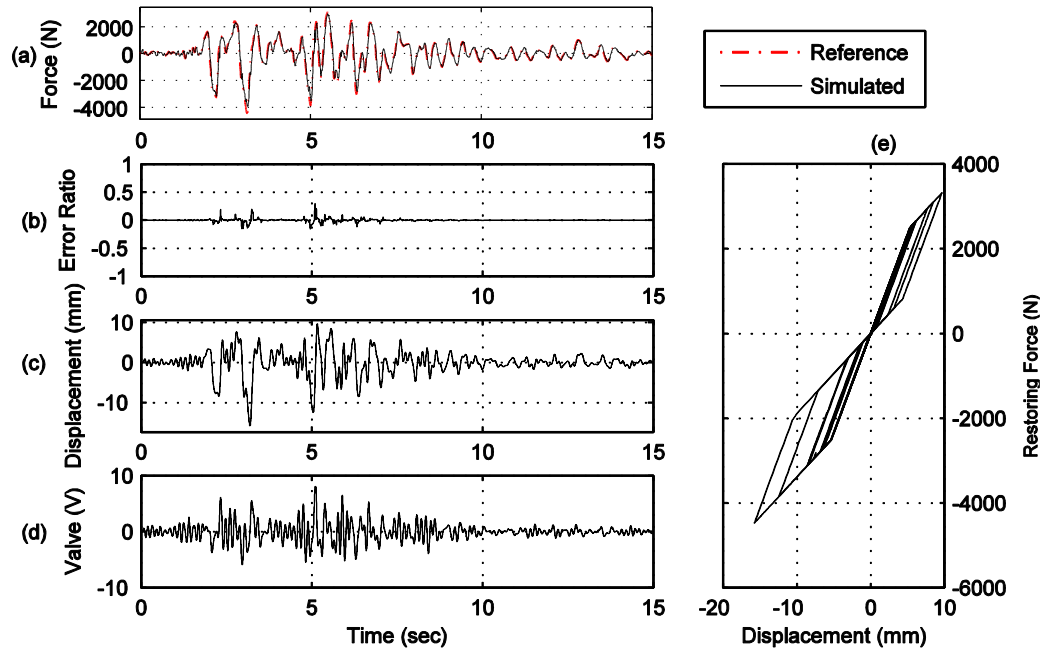 (a)
Force (N)
2000
0
-2000
-4000
0
5
10
15
Reference
Simulated
(b)
Error Ratio
1
0.5
0
-0.5
-1
0
5
10
15
(c)
Displacement (mm)
10
0
-10
0
5
10
15
(d)
Valve (V)
10
0
-10
0
5
10
15
Time (sec)
(e)
4000
2000
0
-2000
-4000
-6000
Restoring Force (N)
-20
-10
0
10
Displacement (mm)